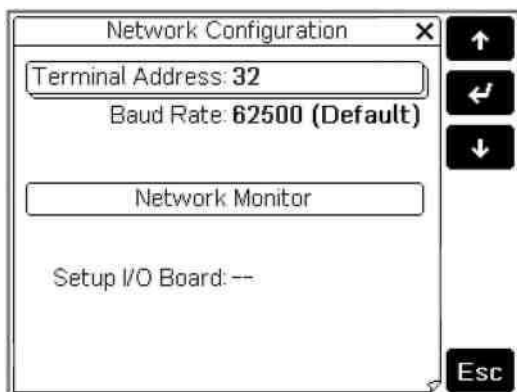 Network Configuration
Terminal Address: 32
Baud Rate: 62500 (Default)
Network Monitor
Setup I/O Board: --
Esc